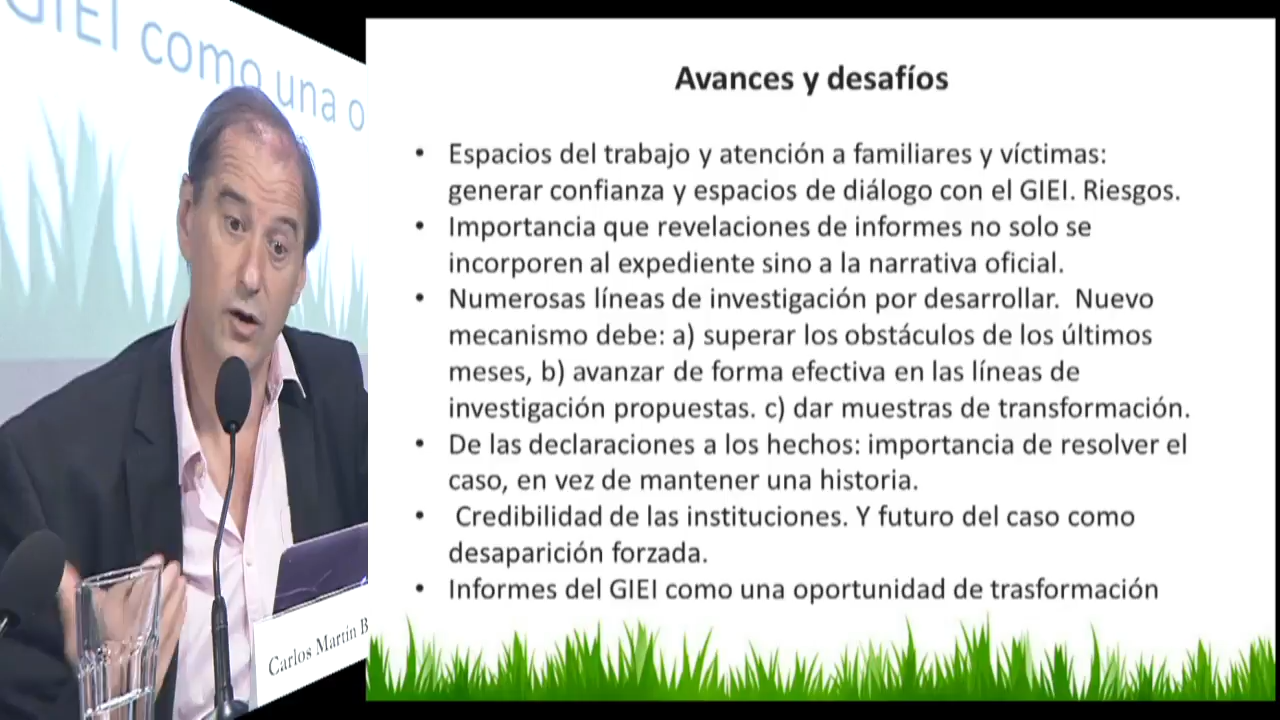 GIEI como una o
Carlos Martín B
Avances y desafíos
• Espacios del trabajo y atención a familiares y víctimas:
generar confianza y espacios de diálogo con el GIEI. Riesgos.
• Importancia que revelaciones de informes no solo se
incorporen al expediente sino a la narrativa oficial.
• Numerosas líneas de investigación por desarrollar. Nuevo
mecanismo debe: a) superar los obstáculos de los últimos
meses, b) avanzar de forma efectiva en las líneas de
investigación propuestas. c) dar muestras de transformación.
• De las declaraciones a los hechos: importancia de resolver el
caso, en vez de mantener una historia.
• Credibilidad de las instituciones. Y futuro del caso como
desaparición forzada.
• Informes del GIEI como una oportunidad de trasformación